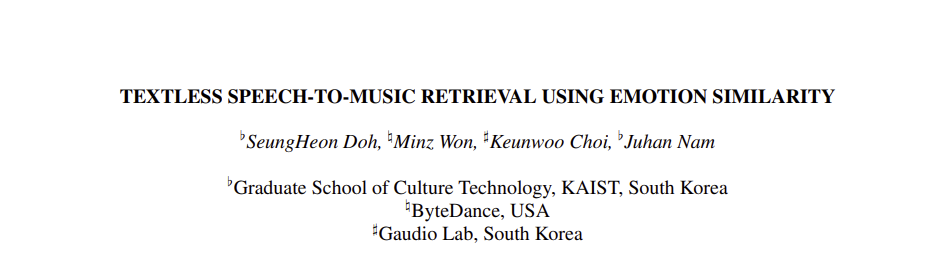 TEXTLESS SPEECH-TO-MUSIC RETRIEVAL USING EMOTION SIMILARITY
♭SeungHeon Doh, ♮Minz Won, ♯Keunwoo Choi, ♭Juhan Nam
♭Graduate School of Culture Technology, KAIST, South Korea
♮ByteDance, USA
♯Gaudio Lab, South Korea